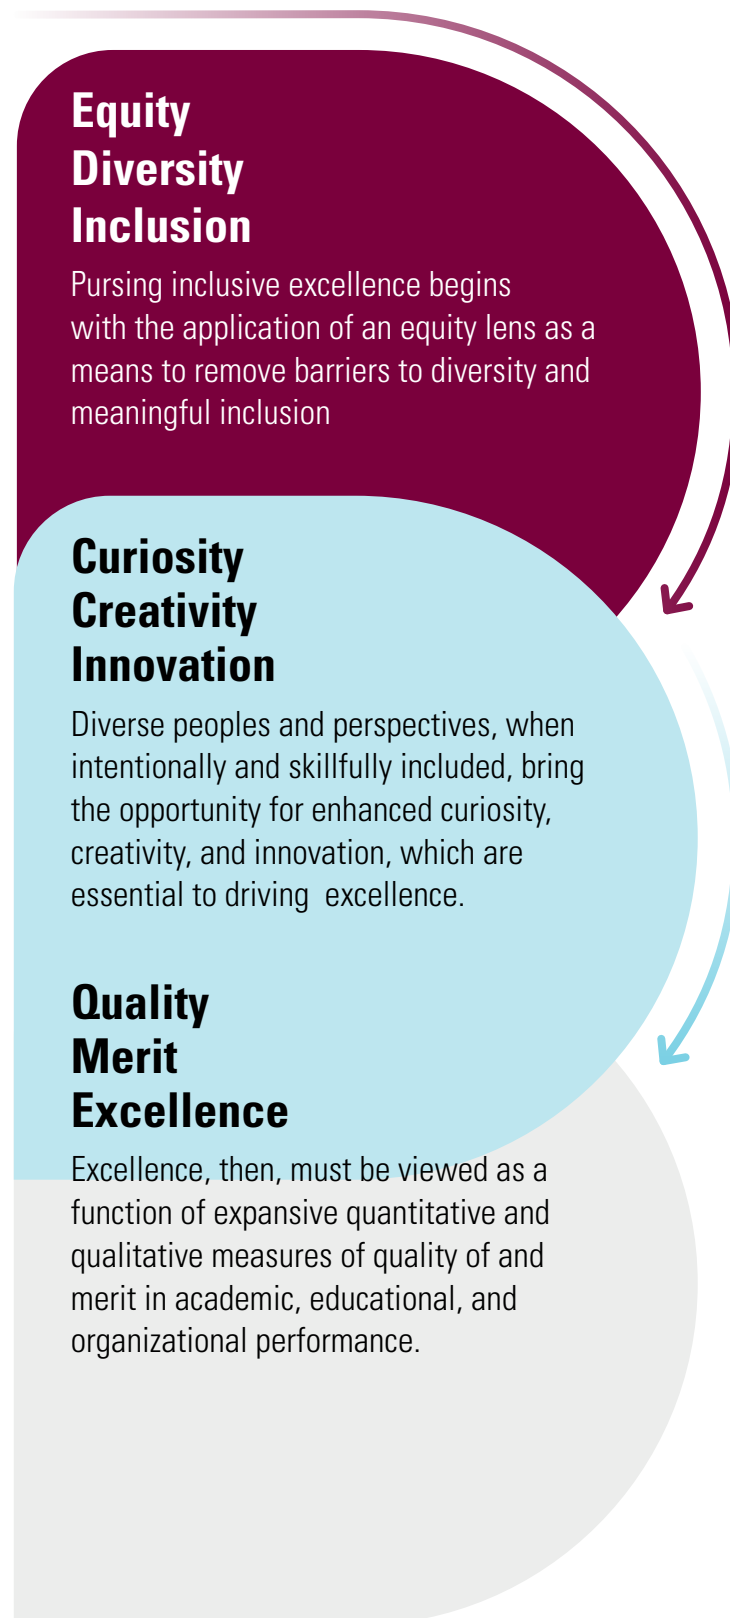 Equity
Diversity
Inclusion
Pursing inclusive excellence begins
with the application of an equity lens as a
means to remove barriers to diversity and
meaningful inclusion
Curiosity
Creativity
Innovation
Diverse peoples and perspectives, when
intentionally and skillfully included, bring
the opportunity for enhanced curiosity,
creativity, and innovation, which are
essential to driving  excellence.
Quality
Merit
Excellence
Excellence, then, must be viewed as a
function of expansive quantitative and
qualitative measures of quality of and
merit in academic, educational, and
organizational performance.